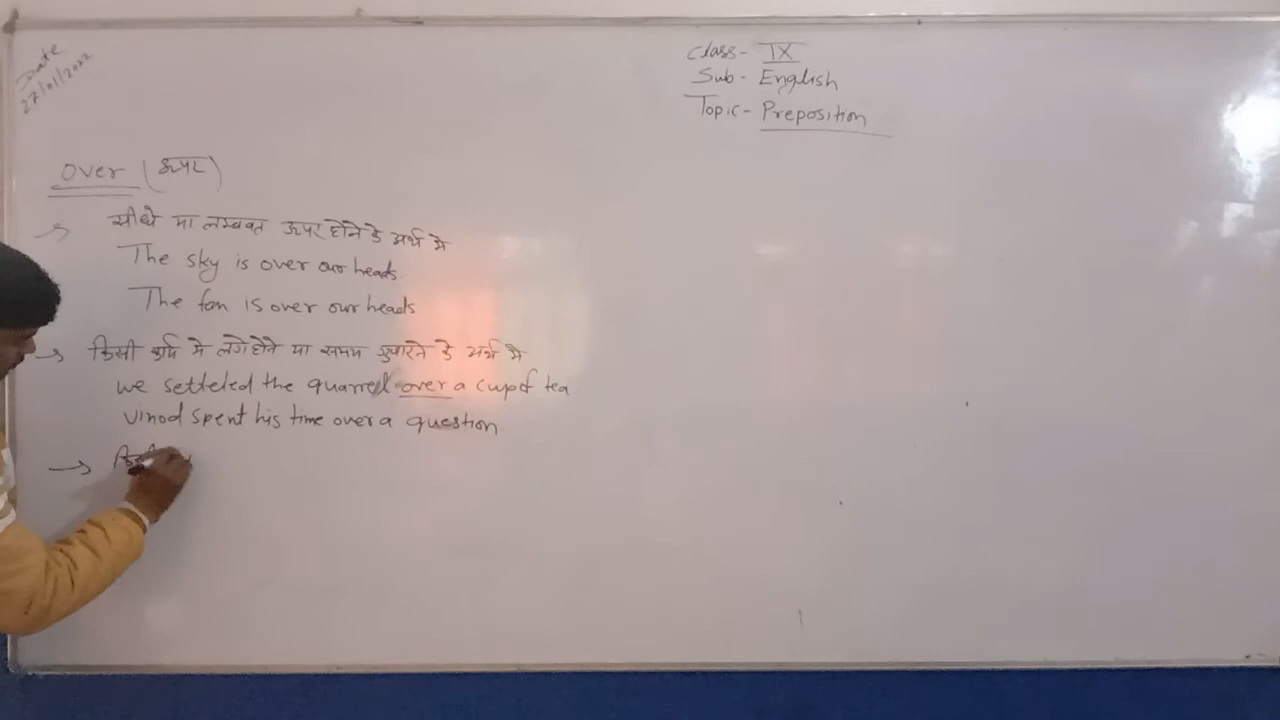 Date
27/01/2022
Class - IX
Sub - English
Topic - Preposition
Over (ऊपर)
→ सीधे या लम्बवत ऊपर होने के अर्थ मे
The sky is over our heads
The fan is over our heads
→ किसी कार्य मे लगे होने या समय गुजारने के अर्थ मे
we setteled the quarrel over a cup of tea
Vinod spent his time over a question
→